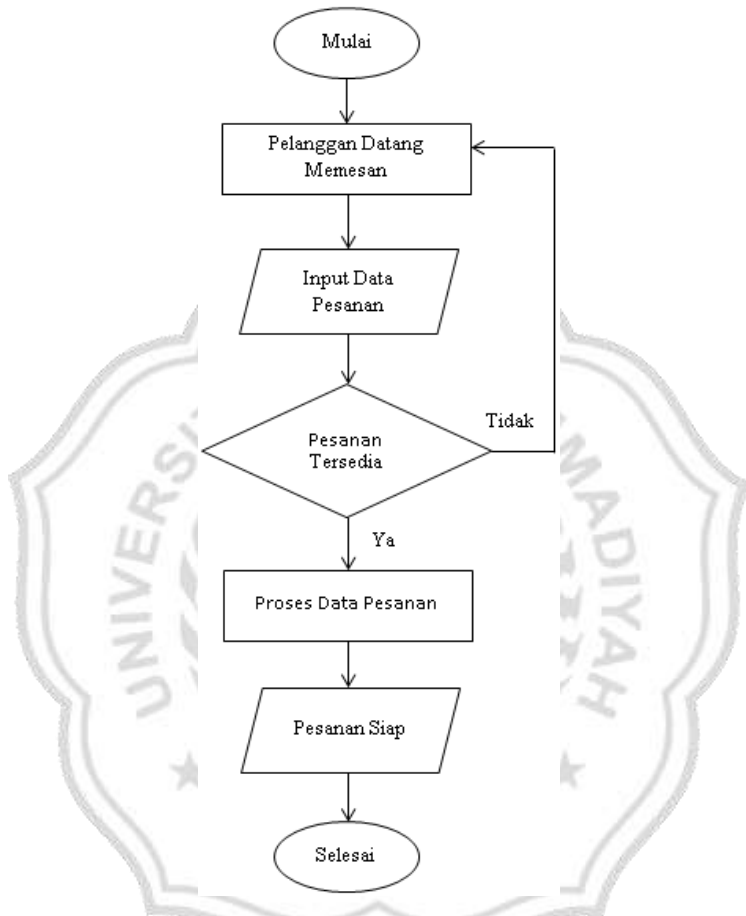 Mulai
Pelanggan Datang
Memesan
Input Data
Pesanan
Pesanan
Tersedia
Tidak
Ya
Proses Data Pesanan
Pesanan Siap
Selesai